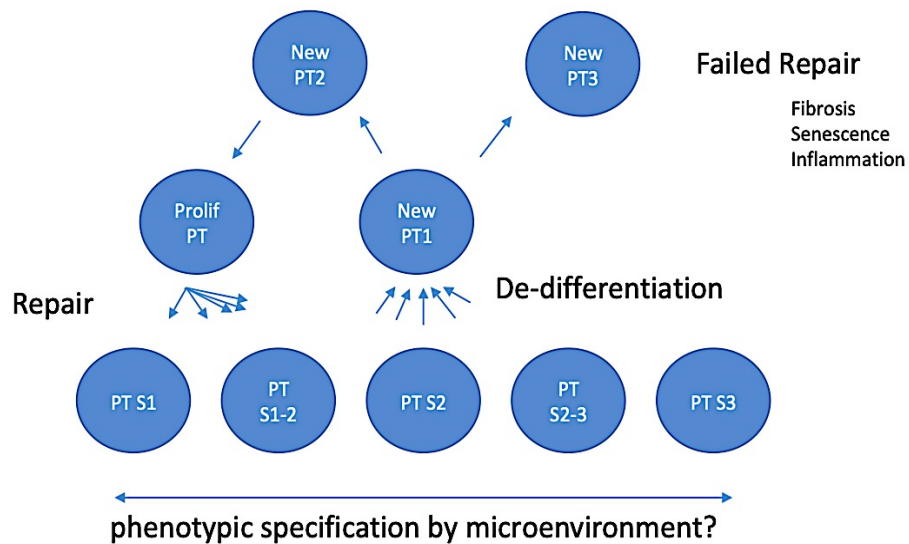 New
PT2
New
PT3
Failed Repair
Fibrosis
Senescence
Inflammation
Prolif
PT
New
PT1
Repair
De-differentiation
PT S1
PT
S1-2
PT S2
PT
S2-3
PT S3
phenotypic specification by microenvironment?